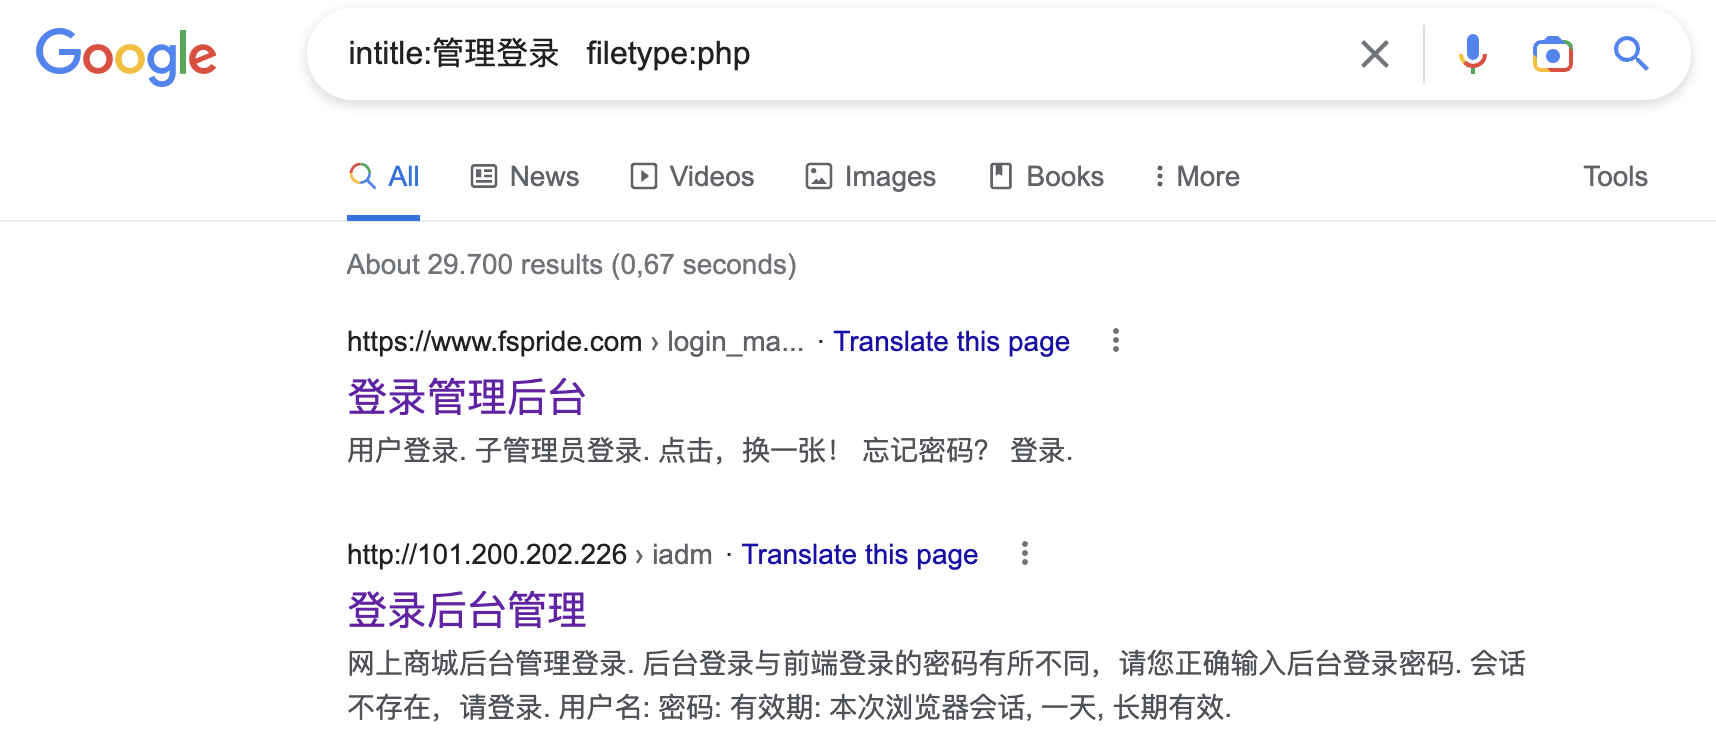 Google
intitle:管理登录 filetype:php
All News Videos Images Books More Tools
About 29.700 results (0,67 seconds)
https://www.fspride.com › login_ma... · Translate this page
登录管理后台
用户登录. 子管理员登录. 点击，换一张！ 忘记密码？ 登录.
http://101.200.202.226 › iadm · Translate this page
登录后台管理
网上商城后台管理登录. 后台登录与前端登录的密码有所不同，请您正确输入后台登录密码. 会话
不存在，请登录. 用户名: 密码: 有效期: 本次浏览器会话, 一天, 长期有效.